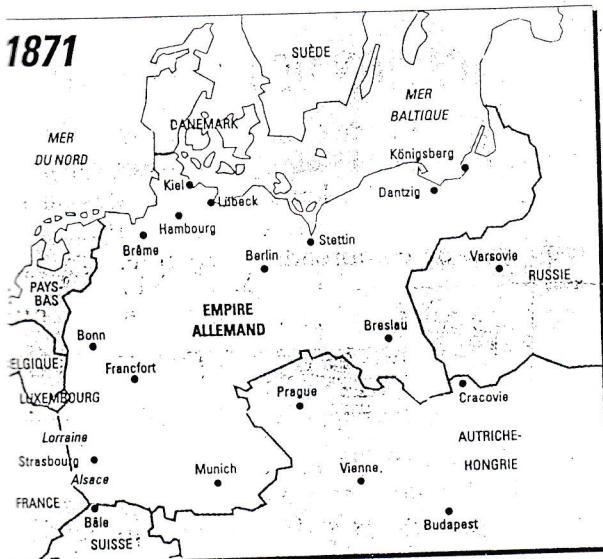 1871
SUÈDE
MER
BALTIQUE
MER
DU NORD
DANEMARK
Königsberg
Kiel
Dantzig
Lübeck
Hambourg
Brême
Stettin
Berlin
Varsovie
RUSSIE
PAYS-
BAS
EMPIRE
ALLEMAND
Breslau
Bonn
ELGIQUE
Francfort
LUXEMBOURG
Prague
Cracovie
Lorraine
AUTRICHE-
HONGRIE
Strasbourg
Alsace
Munich
Vienne
FRANCE
Bâle
Budapest
SUISSE